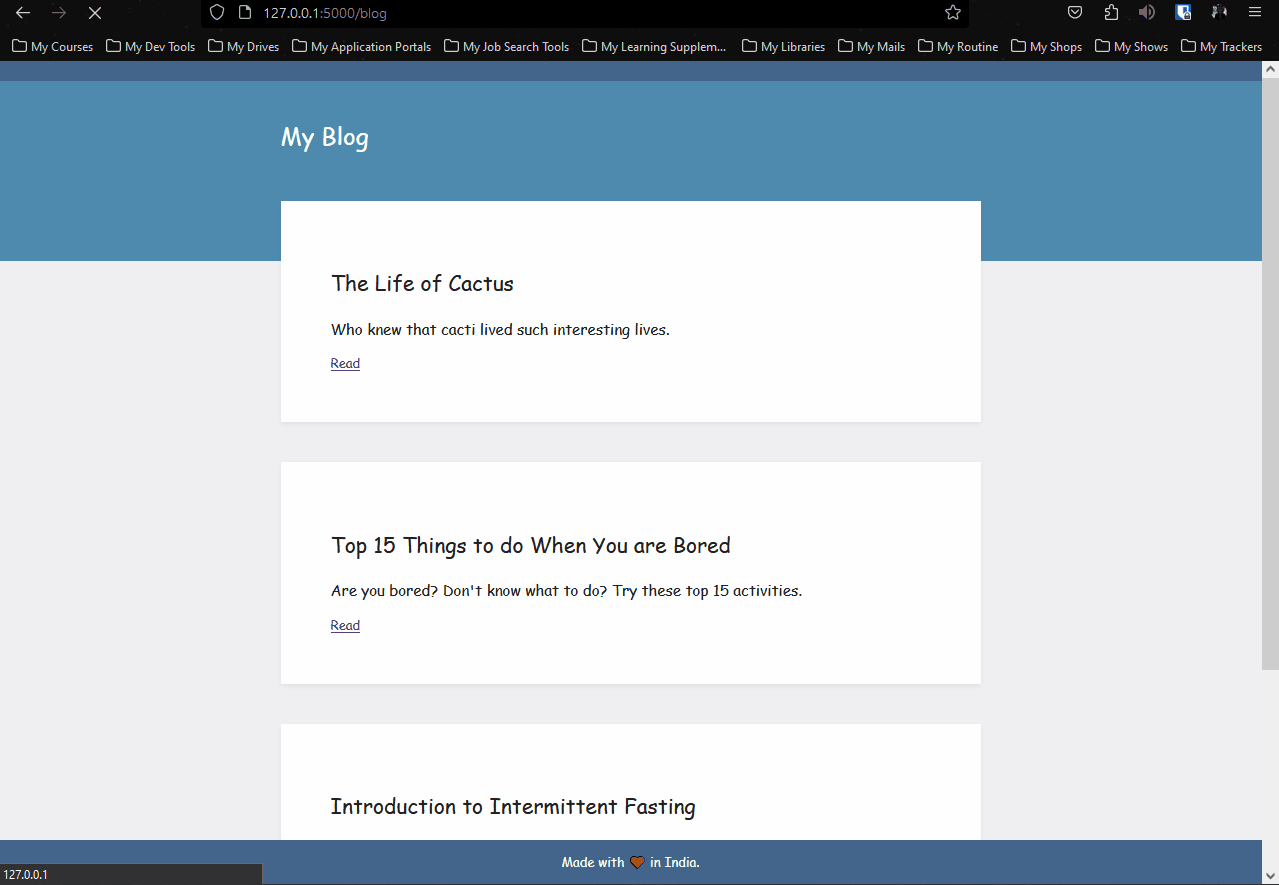 127.0.0.1:5000/blog
My Courses My Dev Tools My Drives My Application Portals My Job Search Tools My Learning Supplem... My Libraries My Mails My Routine My Shops My Shows My Trackers
My Blog
The Life of Cactus
Who knew that cacti lived such interesting lives.
Read
Top 15 Things to do When You are Bored
Are you bored? Don't know what to do? Try these top 15 activities.
Read
Introduction to Intermittent Fasting
Made with 🤎 in India.
127.0.0.1